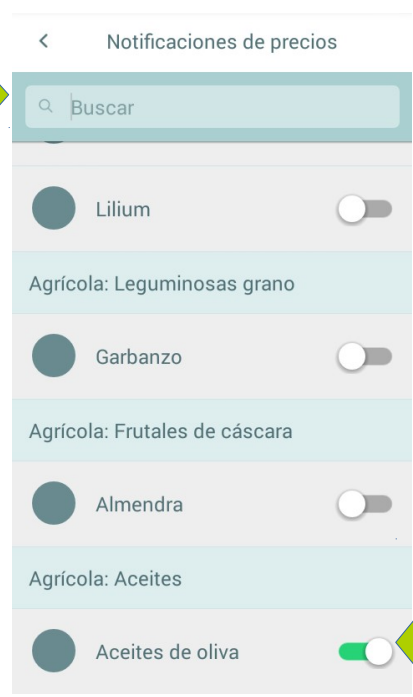 Notificaciones de precios
Buscar
Lilium
Agrícola: Leguminosas grano
Garbanzo
Agrícola: Frutales de cáscara
Almendra
Agrícola: Aceites
Aceites de oliva